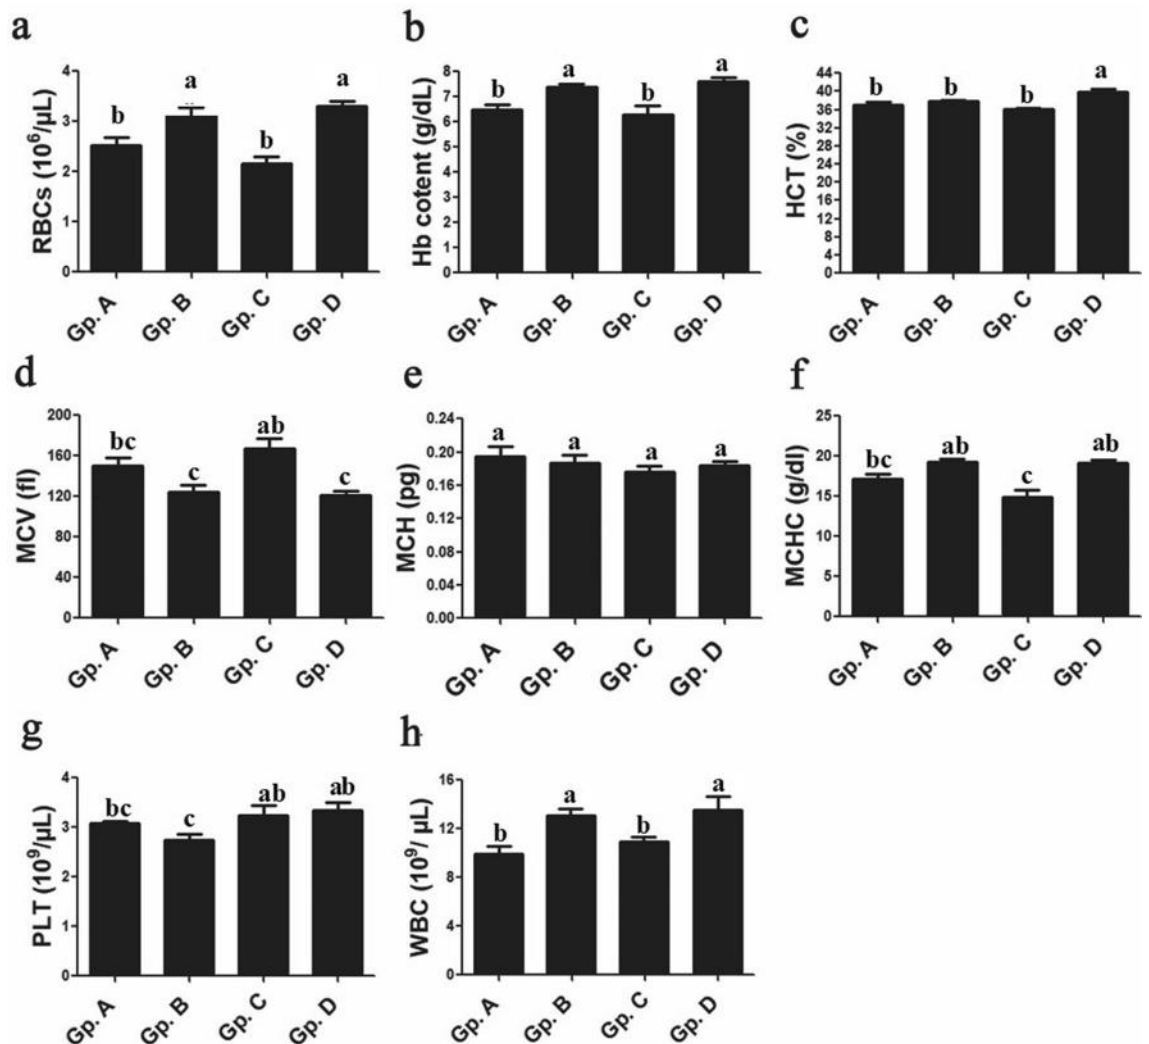 a
RBCs (10⁶/µL)
4
3
2
1
0
b
a
b
a
Gp. A
Gp. B
Gp. C
Gp. D
b
Hb cotent (g/dL)
8
7
6
5
4
3
2
1
0
b
a
b
a
Gp. A
Gp. B
Gp. C
Gp. D
c
HCT (%)
44
40
36
32
28
24
20
16
12
8
4
0
b
b
b
a
Gp. A
Gp. B
Gp. C
Gp. D
d
MCV (fl)
200
160
120
80
40
0
bc
c
ab
c
Gp. A
Gp. B
Gp. C
Gp. D
e
MCH (pg)
0.24
0.20
0.16
0.12
0.08
0.04
0.00
a
a
a
a
Gp. A
Gp. B
Gp. C
Gp. D
f
MCHC (g/dl)
25
20
15
10
5
0
bc
ab
c
ab
Gp. A
Gp. B
Gp. C
Gp. D
g
PLT (10⁹/µL)
4
3
2
1
0
bc
c
ab
ab
Gp. A
Gp. B
Gp. C
Gp. D
h
WBC (10⁹/ µL)
16
12
8
4
0
b
a
b
a
Gp. A
Gp. B
Gp. C
Gp. D